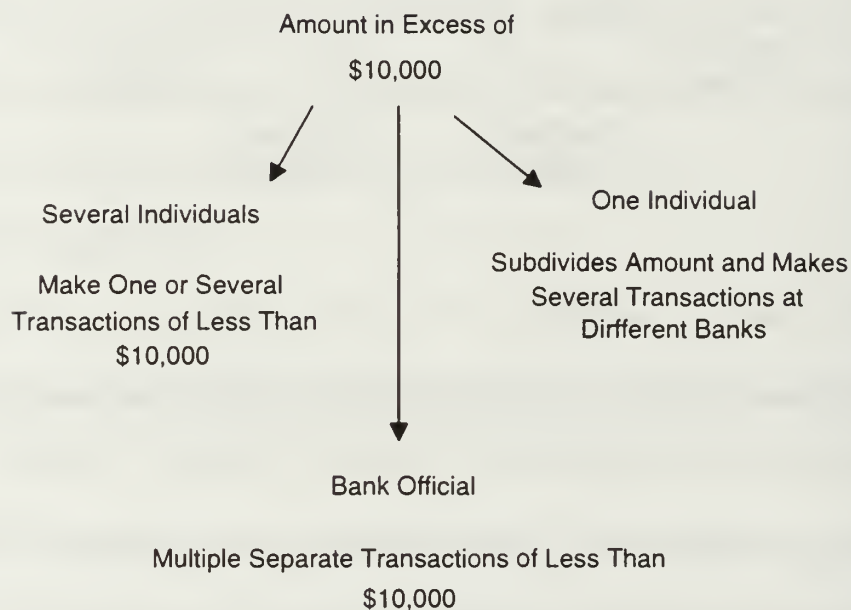 Amount in Excess of
$10,000
Several Individuals
Make One or Several
Transactions of Less Than
$10,000
One Individual
Subdivides Amount and Makes
Several Transactions at
Dirfferent Banks
Bank Official
Multiple Separate Transactions of Less Than
$10,000